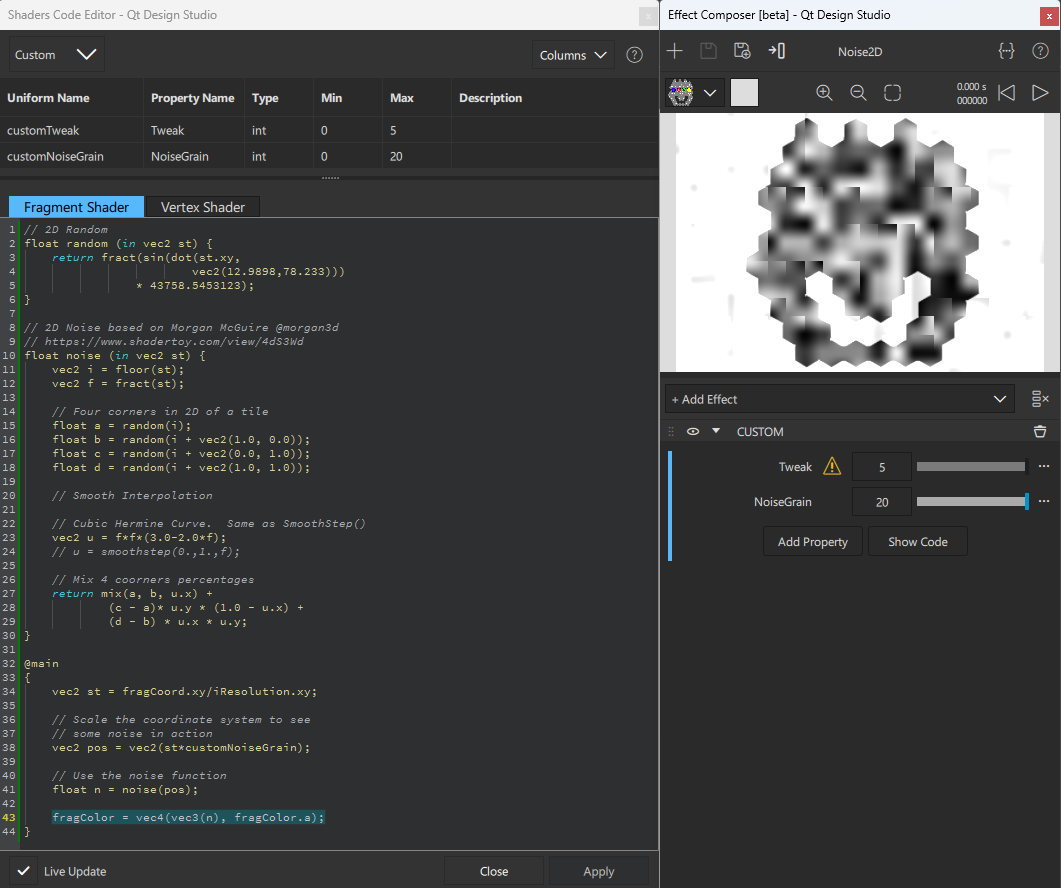 Shaders Code Editor - Qt Design Studio
x
Custom
Columns
?
Uniform Name Property Name Type Min Max Description
customTweak Tweak int 0 5
customNoiseGrain NoiseGrain int 0 20
Fragment Shader Vertex Shader
1 // 2D Random
2 float random (in vec2 st) {
3 return fract(sin(dot(st.xy,
4 vec2(12.9898,78.233)))
5 * 43758.5453123);
6 }
7
8 // 2D Noise based on Morgan McGuire @morgan3d
9 // https://www.shadertoy.com/view/4dS3Wd
10 float noise (in vec2 st) {
11 vec2 i = floor(st);
12 vec2 f = fract(st);
13
14 // Four corners in 2D of a tile
15 float a = random(i);
16 float b = random(i + vec2(1.0, 0.0));
17 float c = random(i + vec2(0.0, 1.0));
18 float d = random(i + vec2(1.0, 1.0));
19
20 // Smooth Interpolation
21
22 // Cubic Hermine Curve.  Same as SmoothStep()
23 vec2 u = f*f*(3.0-2.0*f);
24 // u = smoothstep(0.,1.,f);
25
26 // Mix 4 coorners percentages
27 return mix(a, b, u.x) +
28 (c - a)* u.y * (1.0 - u.x) +
29 (d - b) * u.x * u.y;
30 }
31
32 @main
33 {
34 vec2 st = fragCoord.xy/iResolution.xy;
35
36 // Scale the coordinate system to see
37 // some noise in action
38 vec2 pos = vec2(st*customNoiseGrain);
39
40 // Use the noise function
41 float n = noise(pos);
42
43 fragColor = vec4(vec3(n), fragColor.a);
44 }
Live Update
Close
Apply
Effect Composer [beta] - Qt Design Studio
x
Noise2D
?
0.000 s
000000
+ Add Effect
CUSTOM
Tweak 5
NoiseGrain 20
Add Property Show Code